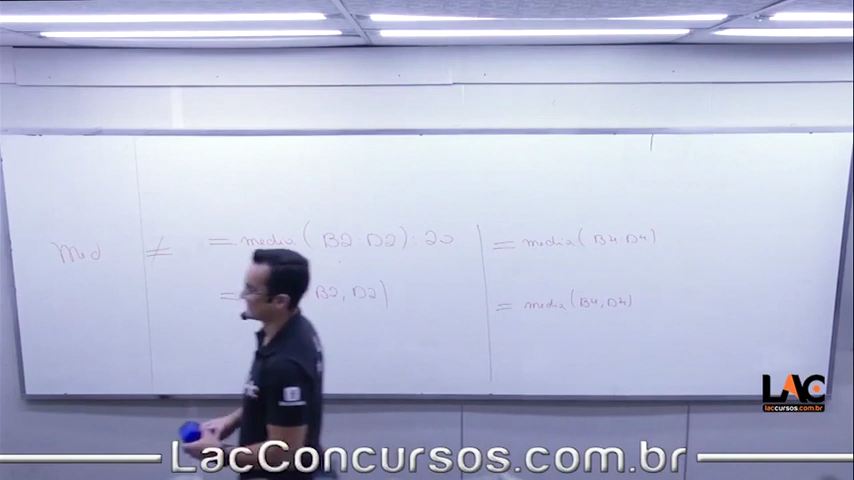 Med ≠ = media(B2:D2):20
= B2, D2)
= media(B4:D4)
= media(B4, D4)
LAC
lacconcursos.com.br
LacConcursos.com.br